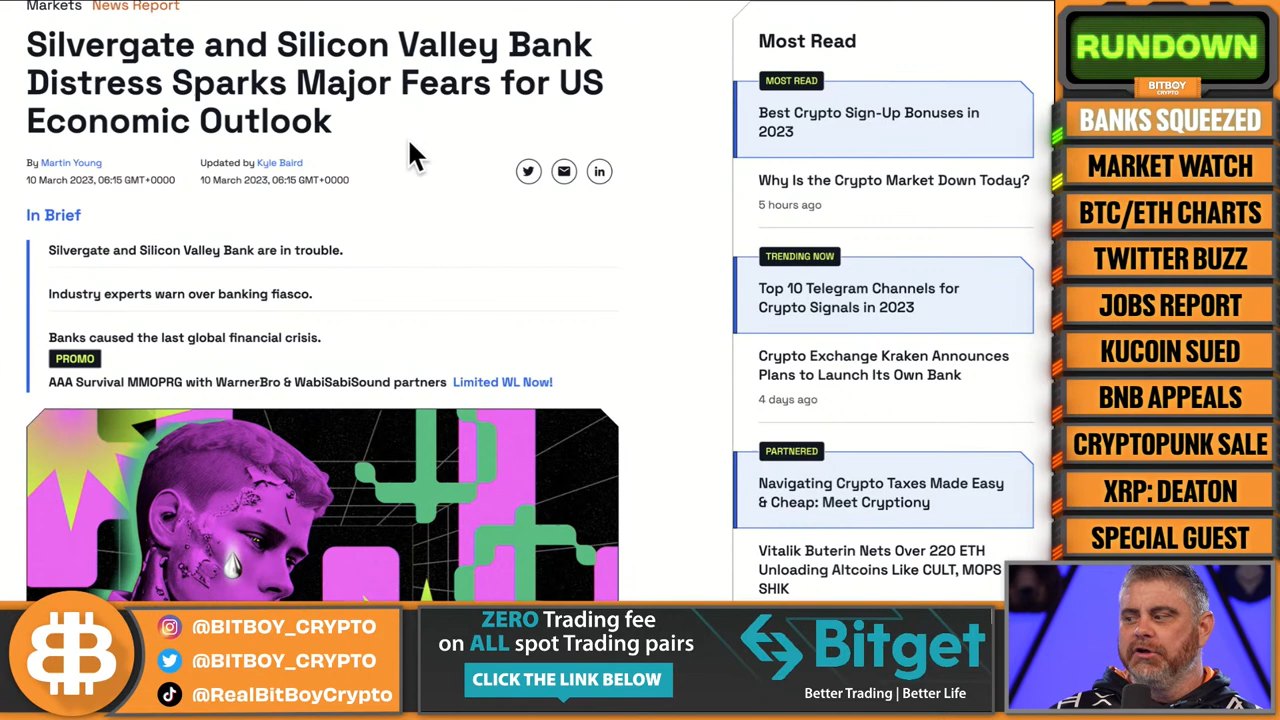 Markets News Report
Silvergate and Silicon Valley Bank
Distress Sparks Major Fears for US
Economic Outlook
By Martin Young
10 March 2023, 06:15 GMT+0000
Updated by Kyle Baird
10 March 2023, 06:15 GMT+0000
in
In Brief
Silvergate and Silicon Valley Bank are in trouble.
Industry experts warn over banking fiasco.
Banks caused the last global financial crisis.
PROMO
AAA Survival MMOPRG with WarnerBro & WabiSabiSound partners Limited WL Now!
Most Read
MOST READ
Best Crypto Sign-Up Bonuses in
2023
Why Is the Crypto Market Down Today?
5 hours ago
TRENDING NOW
Top 10 Telegram Channels for
Crypto Signals in 2023
Crypto Exchange Kraken Announces
Plans to Launch Its Own Bank
4 days ago
PARTNERED
Navigating Crypto Taxes Made Easy
& Cheap: Meet Cryptiony
Vitalik Buterin Nets Over 220 ETH
Unloading Altcoins Like CULT, MOPS
SHIK
RUNDOWN
BITBOY
CRYPTO
BANKS SQUEEZED
MARKET WATCH
BTC/ETH CHARTS
TWITTER BUZZ
JOBS REPORT
KUCOIN SUED
BNB APPEALS
CRYPTOPUNK SALE
XRP: DEATON
SPECIAL GUEST
@BITBOY_CRYPTO
@BITBOY_CRYPTO
@RealBitBoyCrypto
ZERO Trading fee
on ALL spot Trading pairs
CLICK THE LINK BELOW
Bitget
Better Trading | Better Life